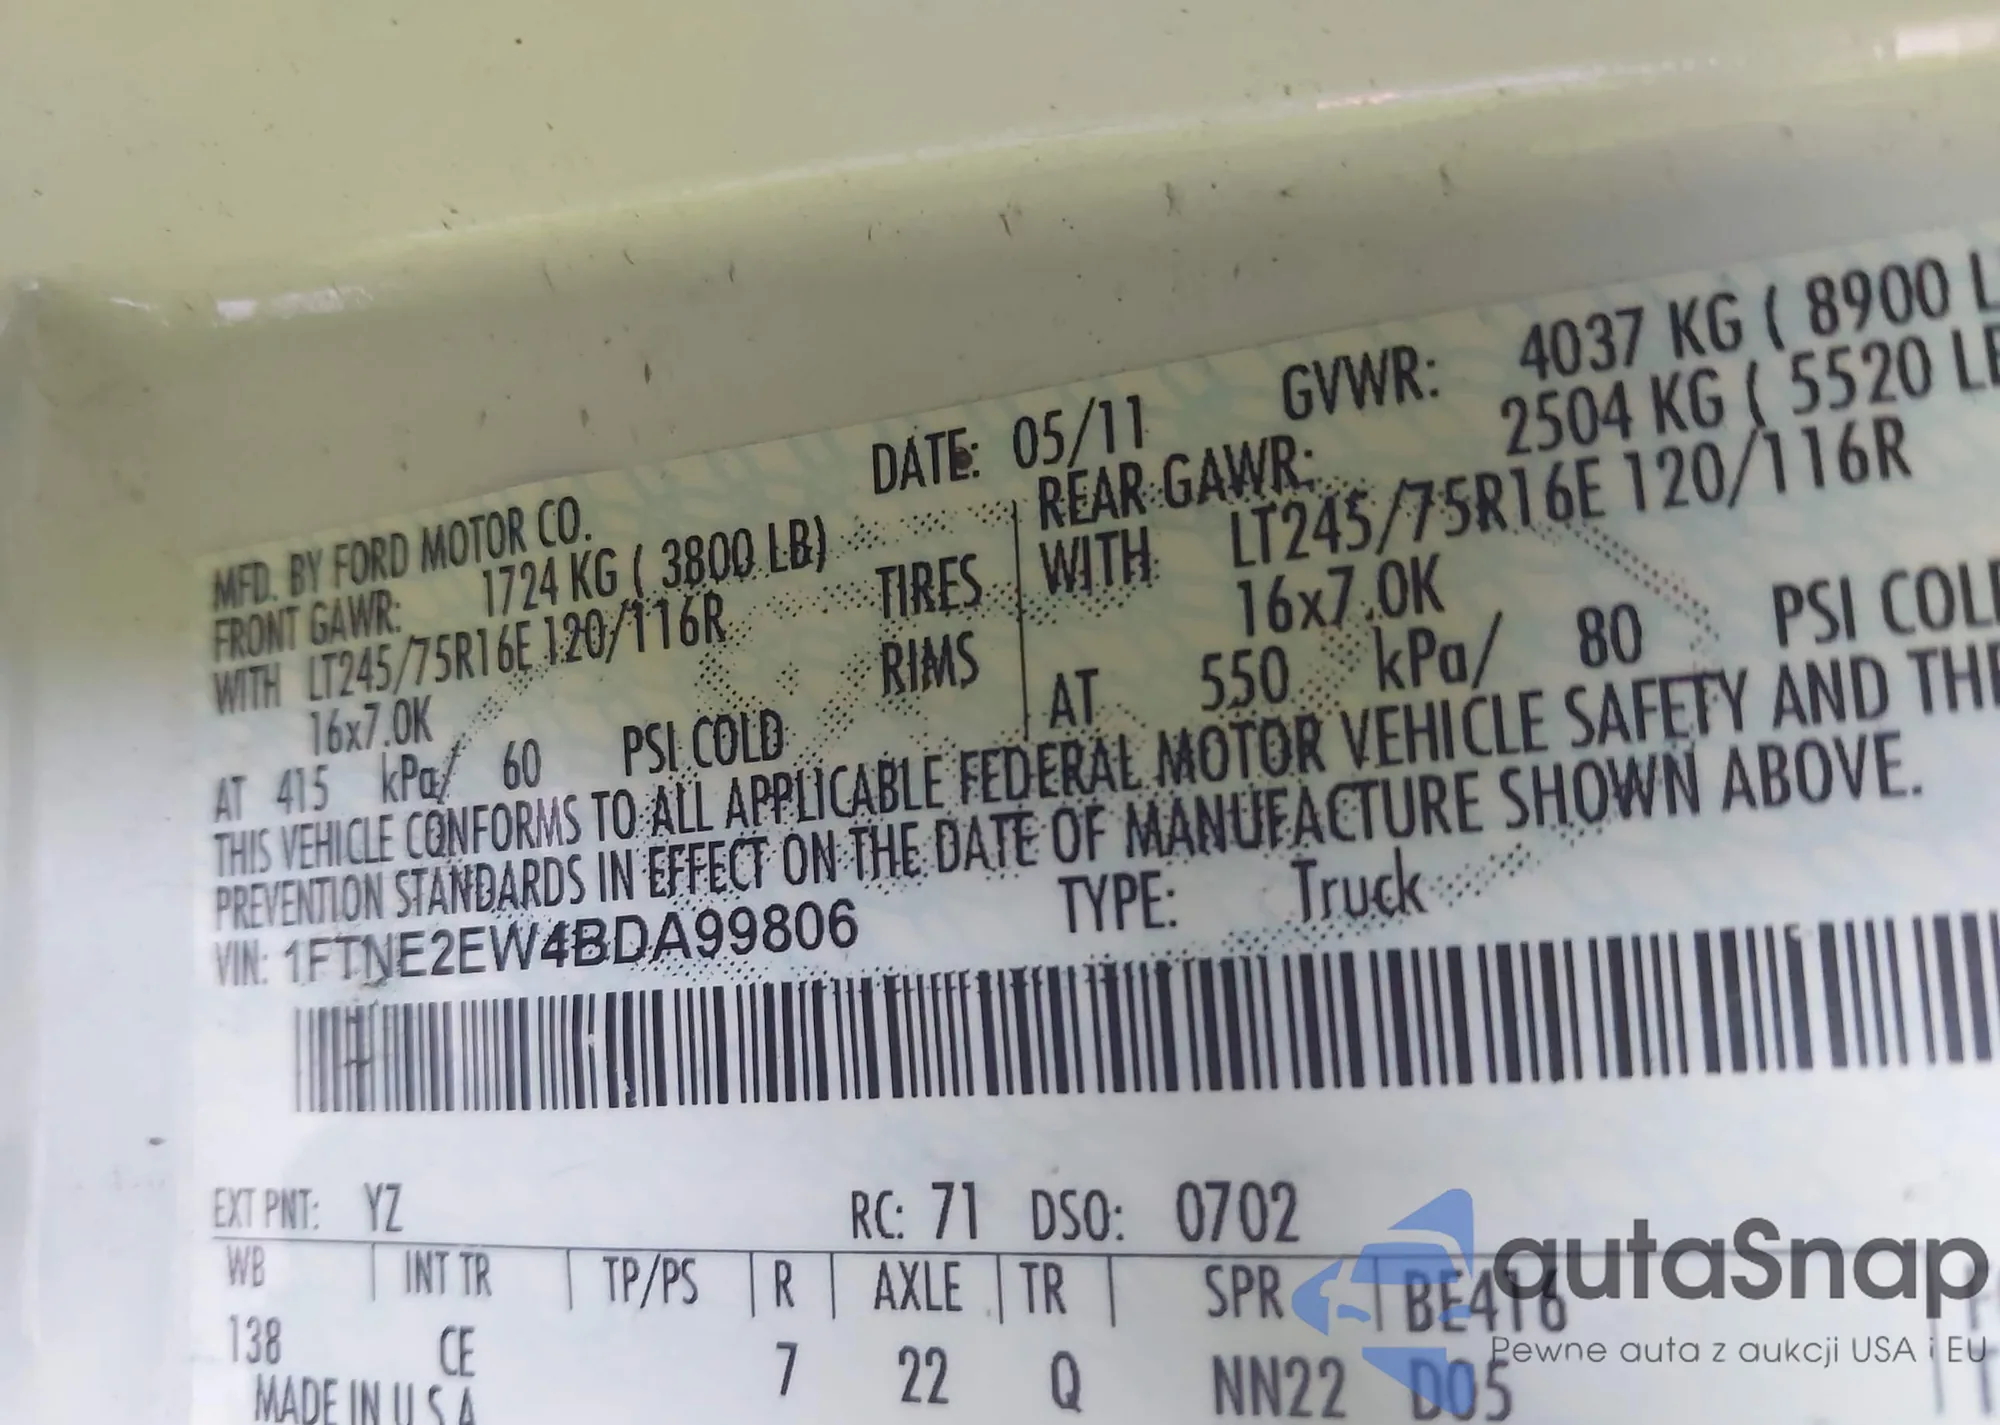 DATE: 05/11 GVWR: 4037 KG ( 8900 L
MFD. BY FORD MOTOR CO.
FRONT GAWR: 1724 KG ( 3800 LB) REAR GAWR: 2504 KG ( 5520 LB
WITH LT245/75R16E 120/116R TIRES WITH LT245/75R16E 120/116R
16x7.0K RIMS 16x7.0K
AT 415 kPa/ 60 PSI COLD AT 550 kPa/ 80 PSI COL
THIS VEHICLE CONFORMS TO ALL APPLICABLE FEDERAL MOTOR VEHICLE SAFETY AND THE
PREVENTION STANDARDS IN EFFECT ON THE DATE OF MANUFACTURE SHOWN ABOVE.
VIN: 1FTNE2EW4BDA99806 TYPE: Truck
EXT PNT: YZ RC: 71 DSO: 0702
WB INT TR TP/PS R AXLE TR SPR BE416
138 CE 7 22 Q NN22 D05
MADE IN U.S.A
autaSnap
Pewne auta z aukcji USA i EU